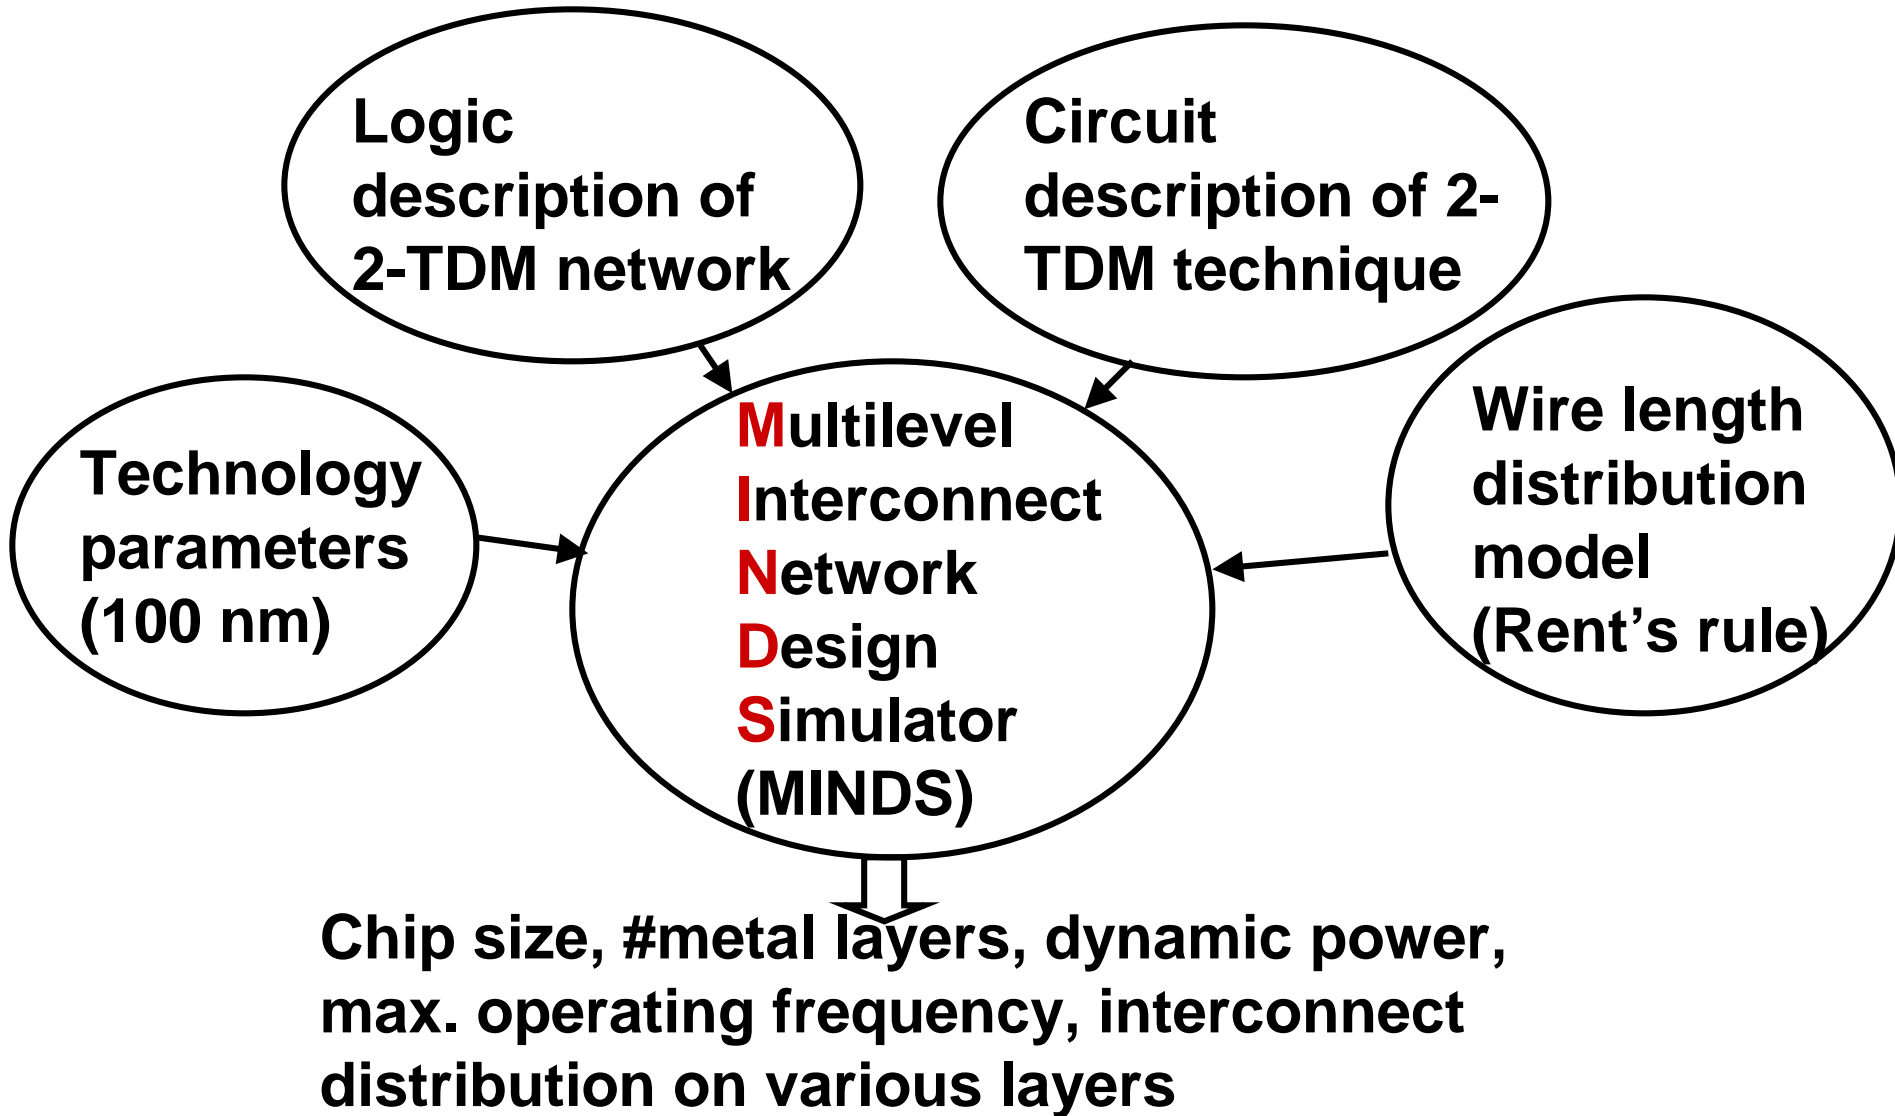 Logic
description of
2-TDM network
Circuit
description of 2-
TDM technique
Technology
parameters
(100 nm)
Multilevel
Interconnect
Network
Design
Simulator
(MINDS)
Wire length
distribution
model
(Rent’s rule)
Chip size, #metal layers, dynamic power,
max. operating frequency, interconnect
distribution on various layers